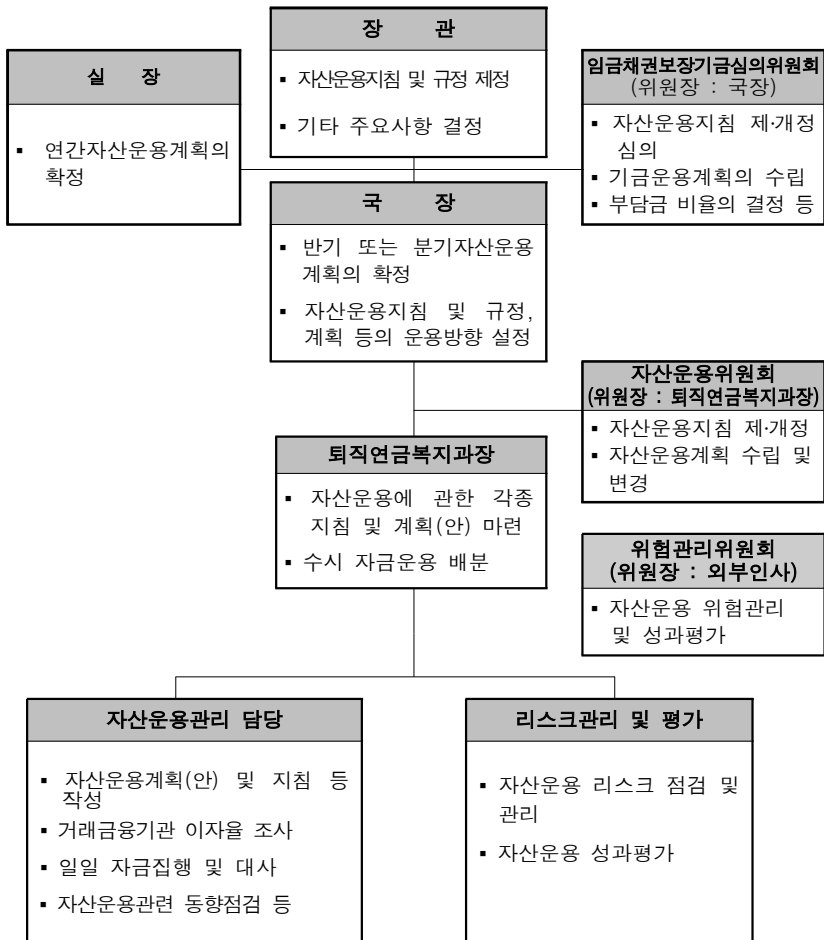 장 관
▪ 자산운용지침 및 규정 제정
▪ 기타 주요사항 결정
실 장
▪ 연간자산운용계획의
확정
임금채권보장기금심의위원회
(위원장 : 국장)
▪ 자산운용지침 제·개정
심의
▪ 기금운용계획의 수립
▪ 부담금 비율의 결정 등
국 장
▪ 반기 또는 분기자산운용
계획의 확정
▪ 자산운용지침 및 규정,
계획 등의 운용방향 설정
자산운용위원회
(위원장 : 퇴직연금복지과장)
▪ 자산운용지침 제·개정
▪ 자산운용계획 수립 및
변경
퇴직연금복지과장
▪ 자산운용에 관한 각종
지침 및 계획(안) 마련
▪ 수시 자금운용 배분
위험관리위원회
(위원장 : 외부인사)
▪ 자산운용 위험관리
및 성과평가
자산운용관리 담당
▪ 자산운용계획(안) 및 지침 등
작성
▪ 거래금융기관 이자율 조사
▪ 일일 자금집행 및 대사
▪ 자산운용관련 동향점검 등
리스크관리 및 평가
▪ 자산운용 리스크 점검 및
관리
▪ 자산운용 성과평가